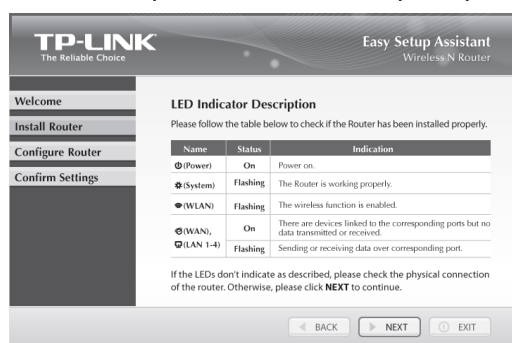 TP-LINK
The Reliable Choice
Easy Setup Assistant
Wireless N Router
Welcome
Install Router
Configure Router
Confirm Settings
LED Indicator Description
Please follow the table below to check if the Router has been installed properly.
Name Status Indication
(Power) On Power on.
(System) Flashing The Router is working properly.
(WLAN) Flashing The wireless function is enabled.
(WAN),
(LAN 1-4)
On There are devices linked to the corresponding ports but no
data transmitted or received.
Flashing Sending or receiving data over corresponding port.
If the LEDs don't indicate as described, please check the physical connection
of the router. Otherwise, please click NEXT to continue.
BACK NEXT EXIT